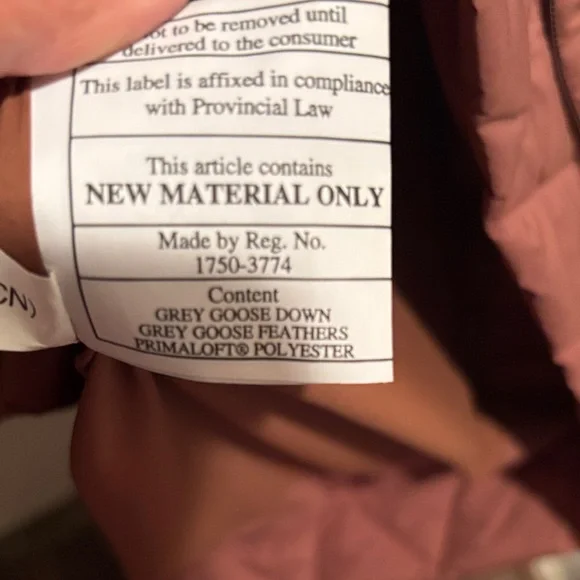 to be removed until
delivered to the consumer
This label is affixed in compliance
with Provincial Law
This article contains
NEW MATERIAL ONLY
Made by Reg. No.
1750-3774
Content
GREY GOOSE DOWN
GREY GOOSE FEATHERS
PRIMALOFT® POLYESTER
CN)